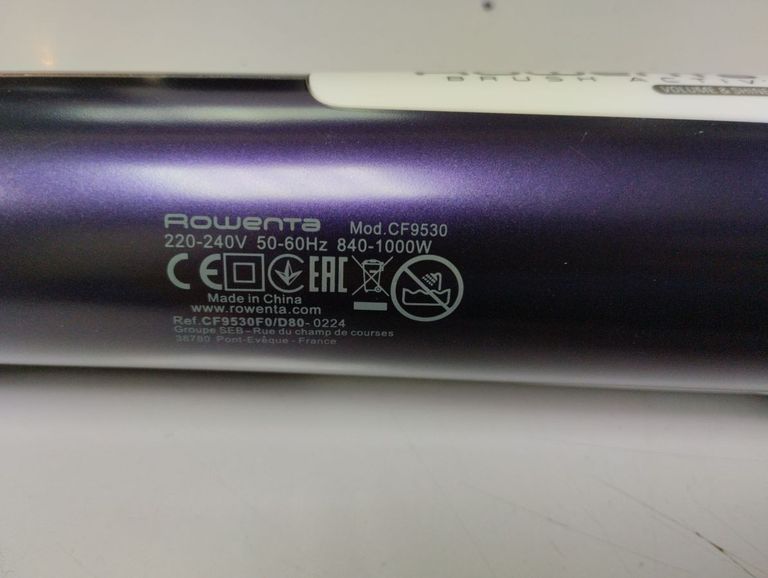 BRUSH ACTIV
VOLUME & SHINE
Rowenta Mod.CF9530
220-240V 50-60Hz 840-1000W
CE EAC
Made in China
www.rowenta.com
Ref.CF9530F0/D80-0224
Groupe SEB-Rue du champ de courses
38780 Pont-Evêque - France